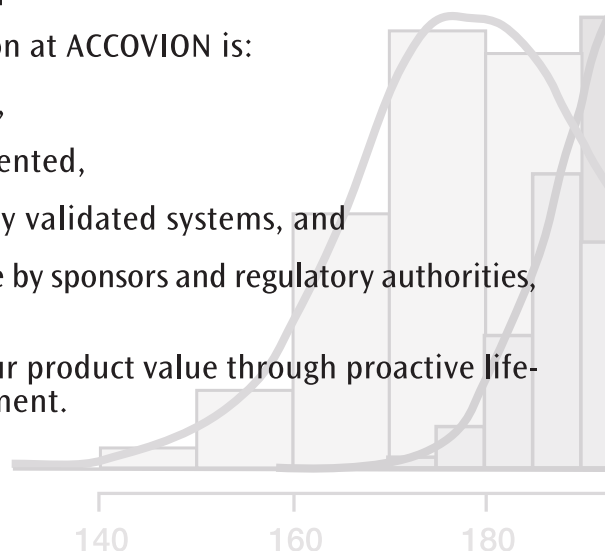 on at ACCOVION is:
,
ented,
y validated systems, and
e by sponsors and regulatory authorities,
ur product value through proactive life-
ment.
140 160 180